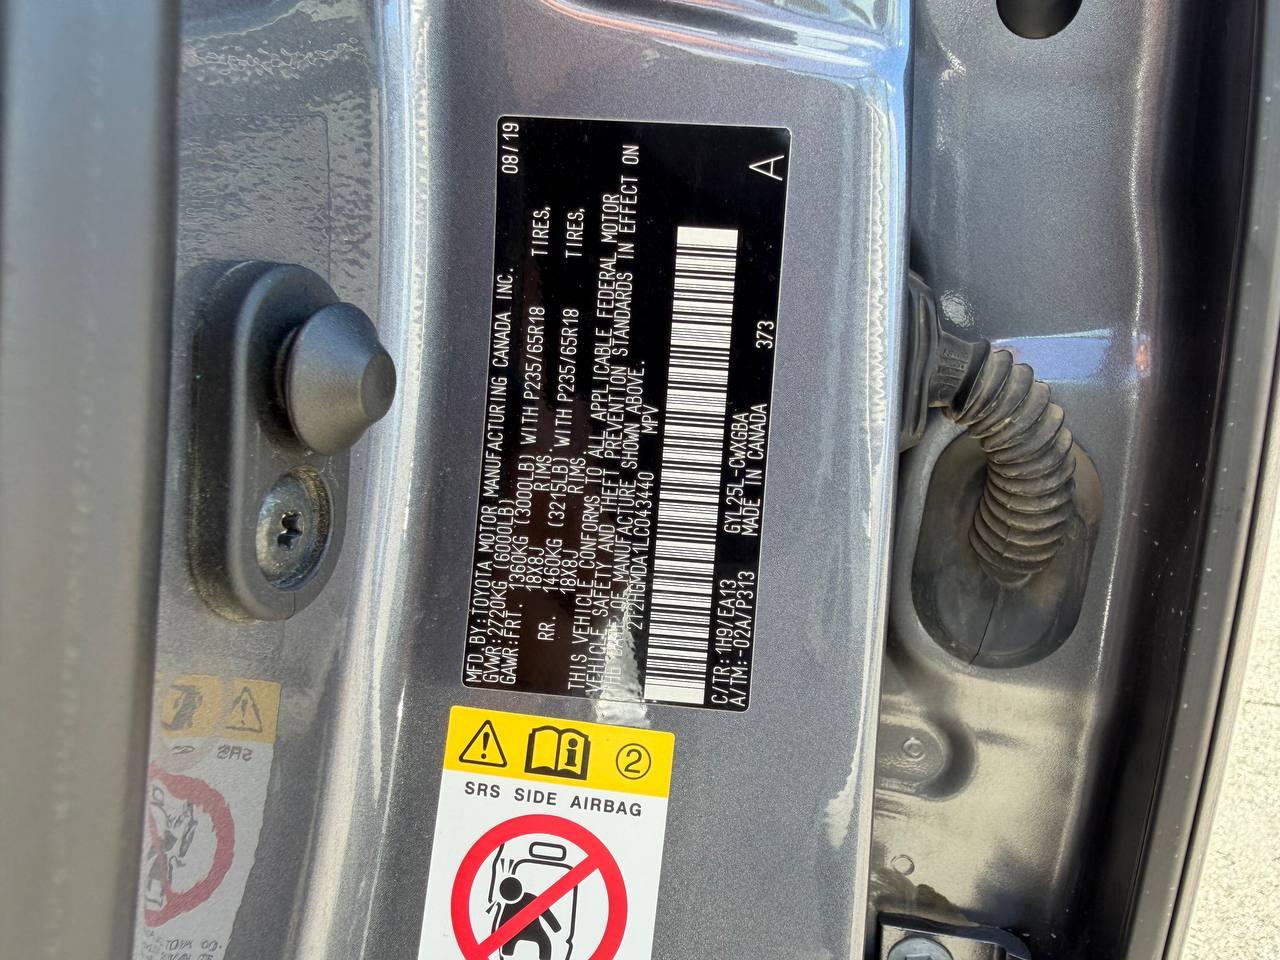 MFD.BY:TOYOTA MOTOR MANUFACTURING CANADA INC. 08/19
GVWR:2720KG (6000LB)
GAWR:FRT. 1360KG (3000LB) WITH P235/65R18 TIRES,
18X8J RIMS
RR. 1460KG (3215LB) WITH P235/65R18 TIRES,
18X8J RIMS.
THIS VEHICLE CONFORMS TO ALL APPLICABLE FEDERAL MOTOR
VEHICLE SAFETY AND THEFT PREVENTION STANDARDS IN EFFECT ON
THE DATE OF MANUFACTURE SHOWN ABOVE.
2T2HGMDA1LC043440 MPV
C/TR:1H9/EA13 GYL25L-CWXGBA 373 A
A/TM:-02A/P313 MADE IN CANADA
2
SRS SIDE AIRBAG
SRS